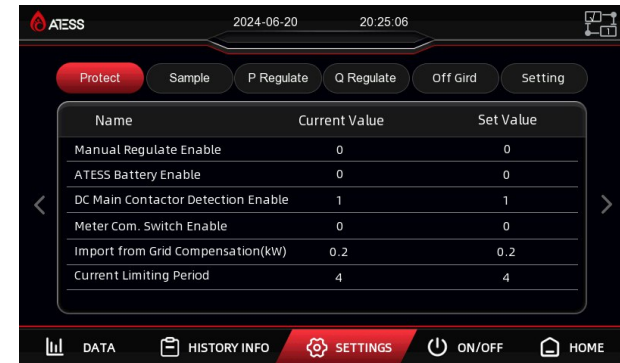 ATESS 2024-06-20 20:25:06
1
Protect Sample P Regulate Q Regulate Off Gird Setting
Name Current Value Set Value
Manual Regulate Enable 0 0
ATESS Battery Enable 0 0
DC Main Contactor Detection Enable 1 1
Meter Com. Switch Enable 0 0
Import from Grid Compensation(kW) 0.2 0.2
Current Limiting Period 4 4
DATA HISTORY INFO SETTINGS ON/OFF HOME